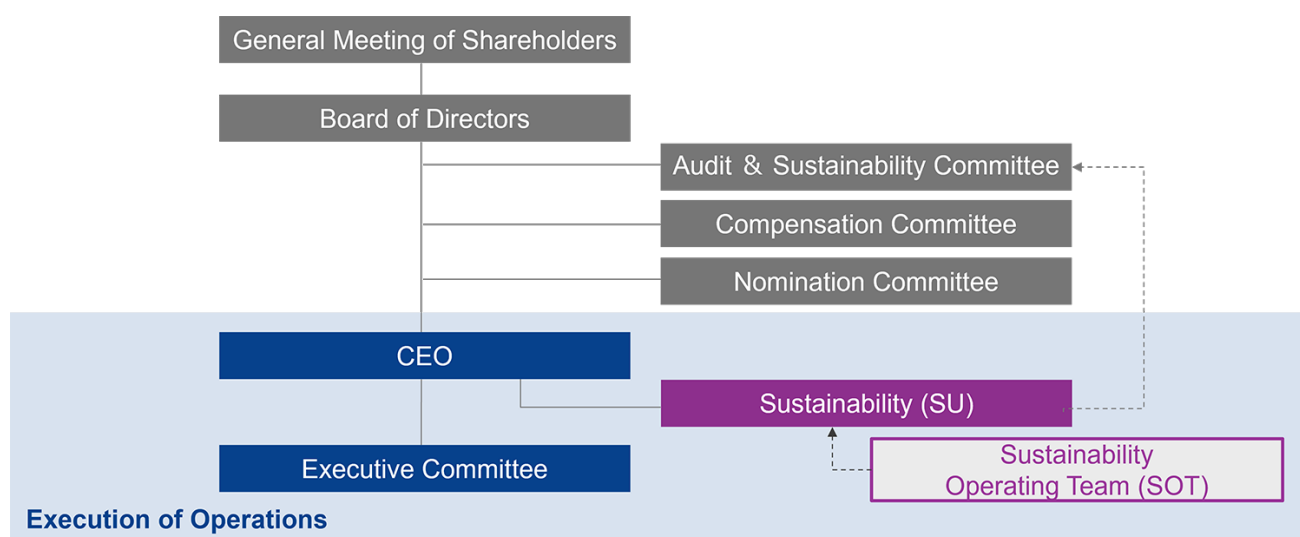 General Meeting of Shareholders
Board of Directors
Audit & Sustainability Committee
Compensation Committee
Nomination Committee
CEO
Sustainability (SU)
Executive Committee
Sustainability
Operating Team (SOT)
Execution of Operations